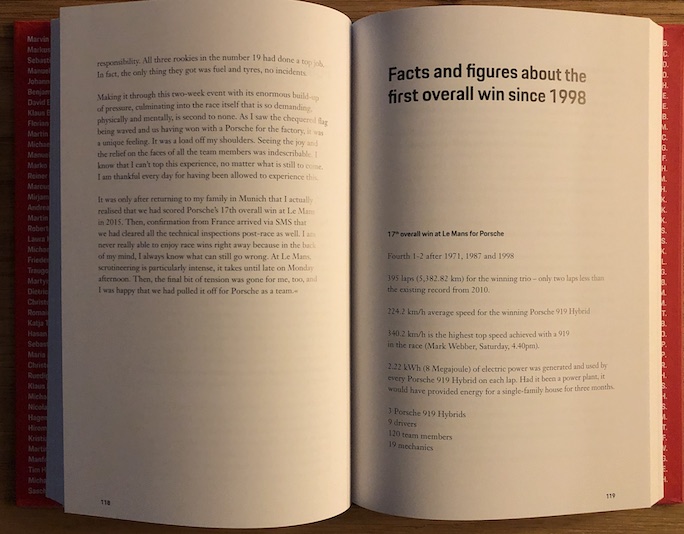 responsibility. All three rookies in the number 19 had done a top job.
In fact, the only thing they got was fuel and tyres, no incidents.
Making it through this two-week event with its enormous build-up
of pressure, culminating into the race itself that is so demanding,
physically and mentally, is second to none. As I saw the chequered flag
being waved and us having won with a Porsche for the factory, it was
a unique feeling. It was a load off my shoulders. Seeing the joy and
the relief on the faces of all the team members was indescribable. I
know that I can't top this experience, no matter what is still to come.
I am thankful every day for having been allowed to experience this.
It was only after returning to my family in Munich that I actually
realised that we had scored Porsche's 17th overall win at Le Mans
in 2015. Then, confirmation from France arrived via SMS that
we had cleared all the technical inspections post-race as well. I am
never really able to enjoy race wins right away because in the back
of my mind, I always know what can still go wrong. At Le Mans,
scrutineering is particularly intense, it takes until late on Monday
afternoon. Then, the final bit of tension was gone for me, too, and
I was happy that we had pulled it off for Porsche as a team.
118
Facts and figures about the
first overall win since 1998
17th overall win at Le Mans for Porsche
Fourth 1-2 after 1971, 1987 and 1998
395 laps (5,382.82 km) for the winning trio – only two laps less than
the existing record from 2010.
224.2 km/h average speed for the winning Porsche 919 Hybrid
340.2 km/h is the highest top speed achieved with a 919
in the race (Mark Webber, Saturday, 4.40pm).
2.22 kWh (8 Megajoule) of electric power was generated and used by
every Porsche 919 Hybrid on each lap. Had it been a power plant, it
would have provided energy for a single-family house for three months.
3 Porsche 919 Hybrids
9 drivers
120 team members
19 mechanics
119